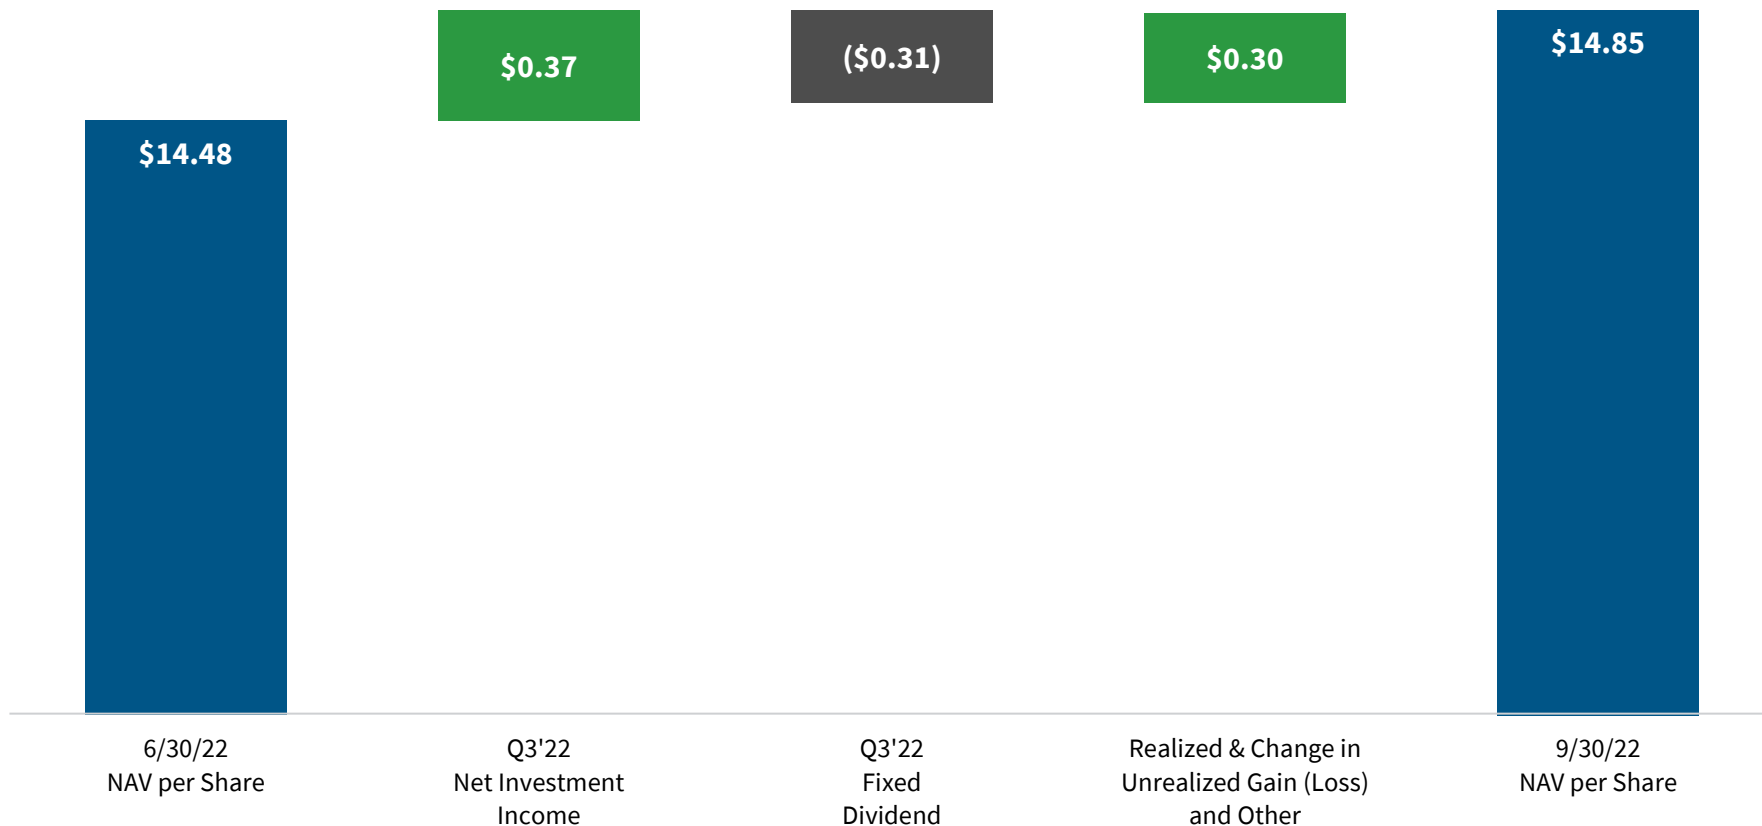 $0.37
($0.31)
$0.30
$14.85
$14.48
6/30/22
NAV per Share
Q3'22
Net Investment
Income
Q3'22
Fixed
Dividend
Realized & Change in
Unrealized Gain (Loss)
and Other
9/30/22
NAV per Share